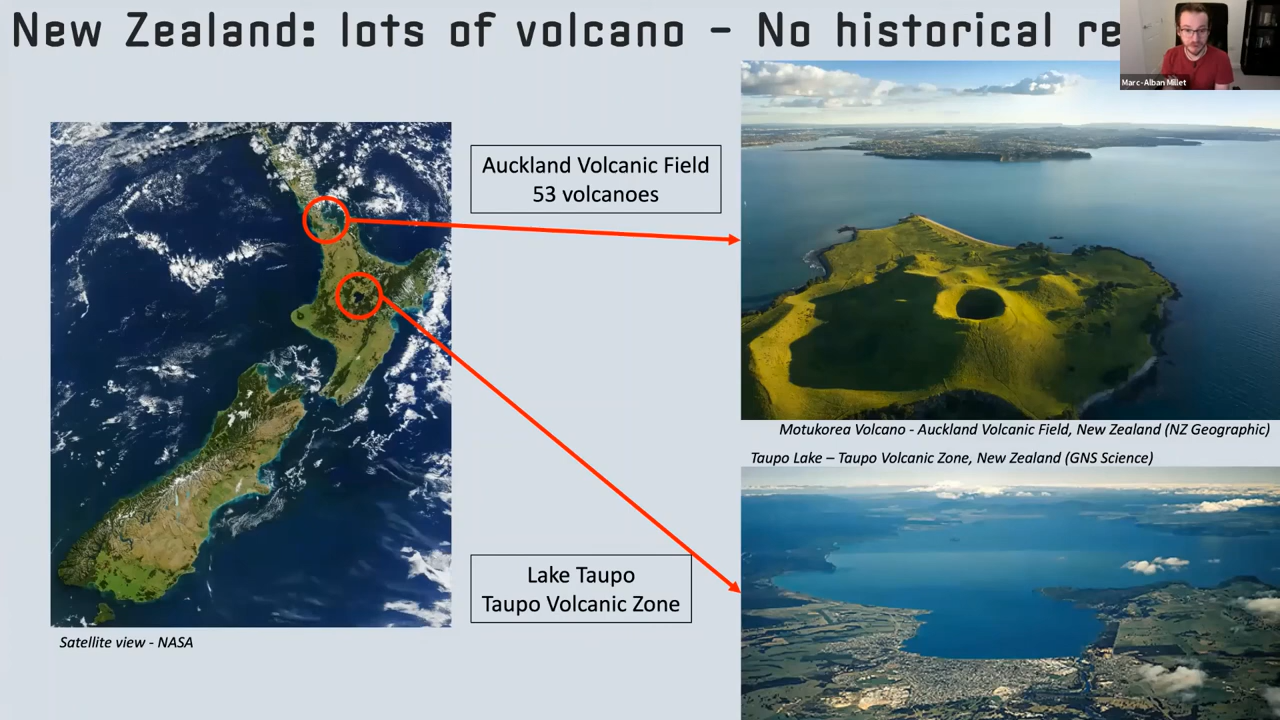 New Zealand: lots of volcano – No historical
Marc-Alban Millet
Auckland Volcanic Field
53 volcanoes
Motukorea Volcano - Auckland Volcanic Field, New Zealand (NZ Geographic)
Taupo Lake – Taupo Volcanic Zone, New Zealand (GNS Science)
Lake Taupo
Taupo Volcanic Zone
Satellite view - NASA